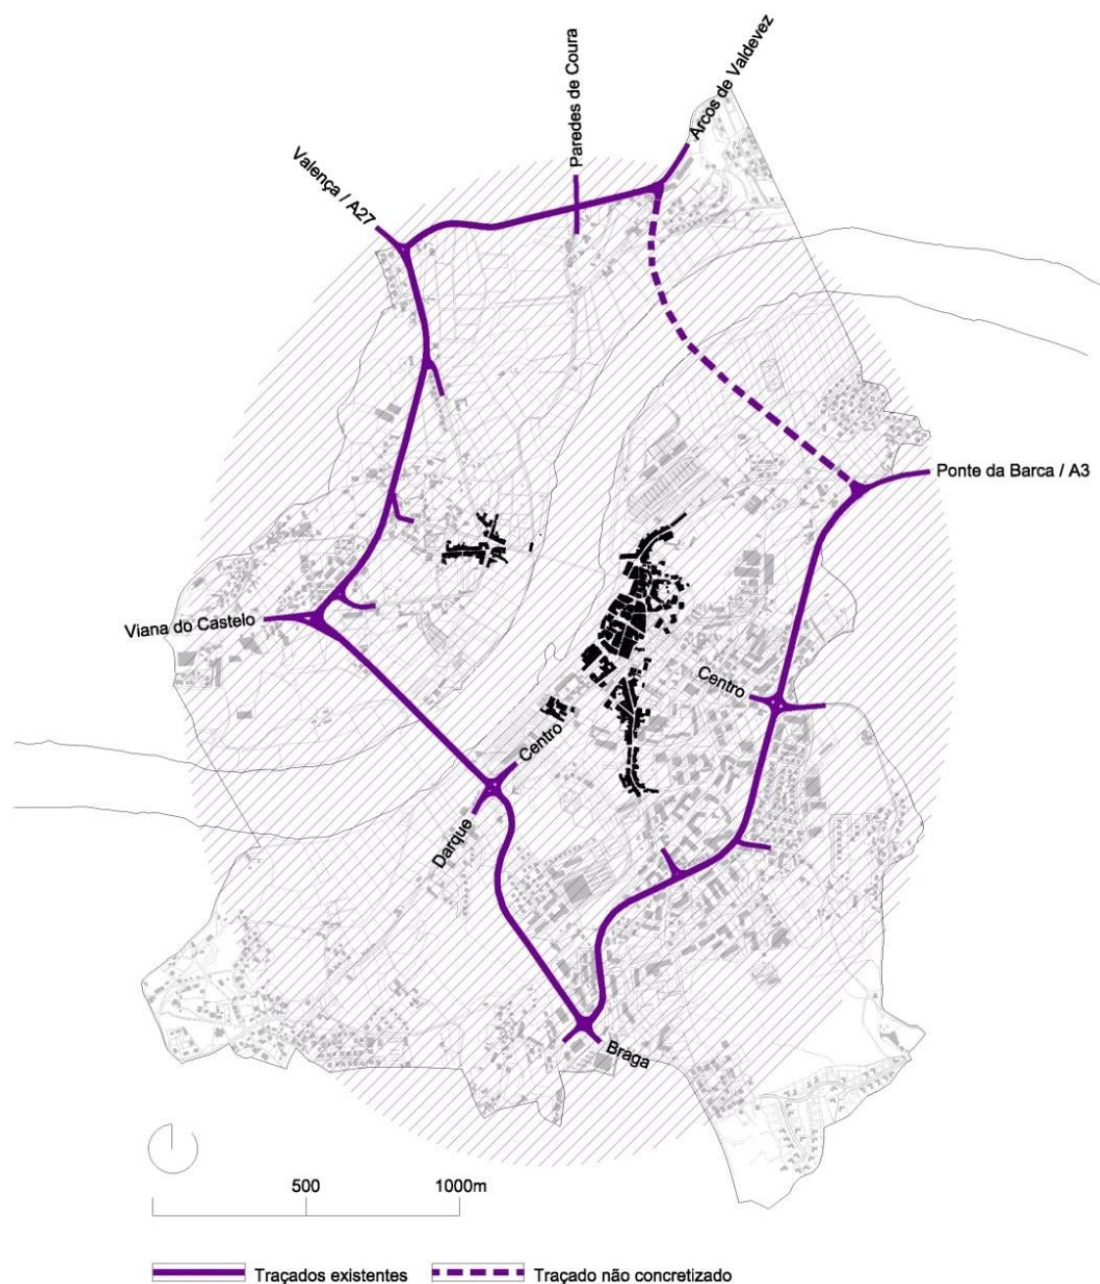 Arcos de Valdevez
Paredes de Coura
Valença / A27
Ponte da Barca / A3
Viana do Castelo
Centro
Centro
Darque
Braga
500
1000m
Traçados existentes
Traçado não concretizado